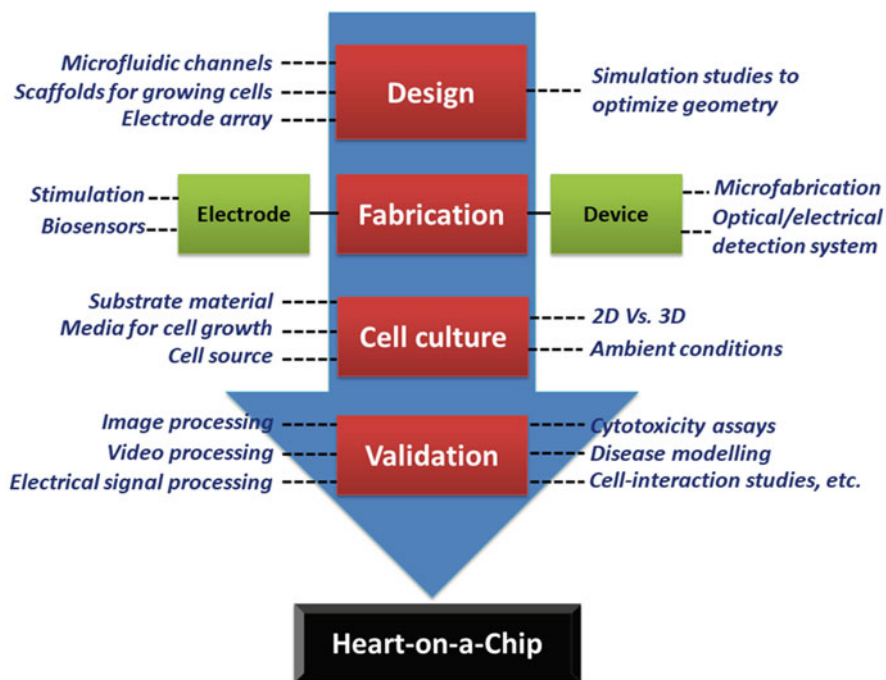 Microfluidic channels
Scaffolds for growing cells
Electrode array
Design
Simulation studies to
optimize geometry
Stimulation
Biosensors
Electrode
Fabrication
Device
Microfabrication
Optical/electrical
detection system
Substrate material
Media for cell growth
Cell source
Cell culture
2D Vs. 3D
Ambient conditions
Image processing
Video processing
Electrical signal processing
Validation
Cytotoxicity assays
Disease modelling
Cell-interaction studies, etc.
Heart-on-a-Chip